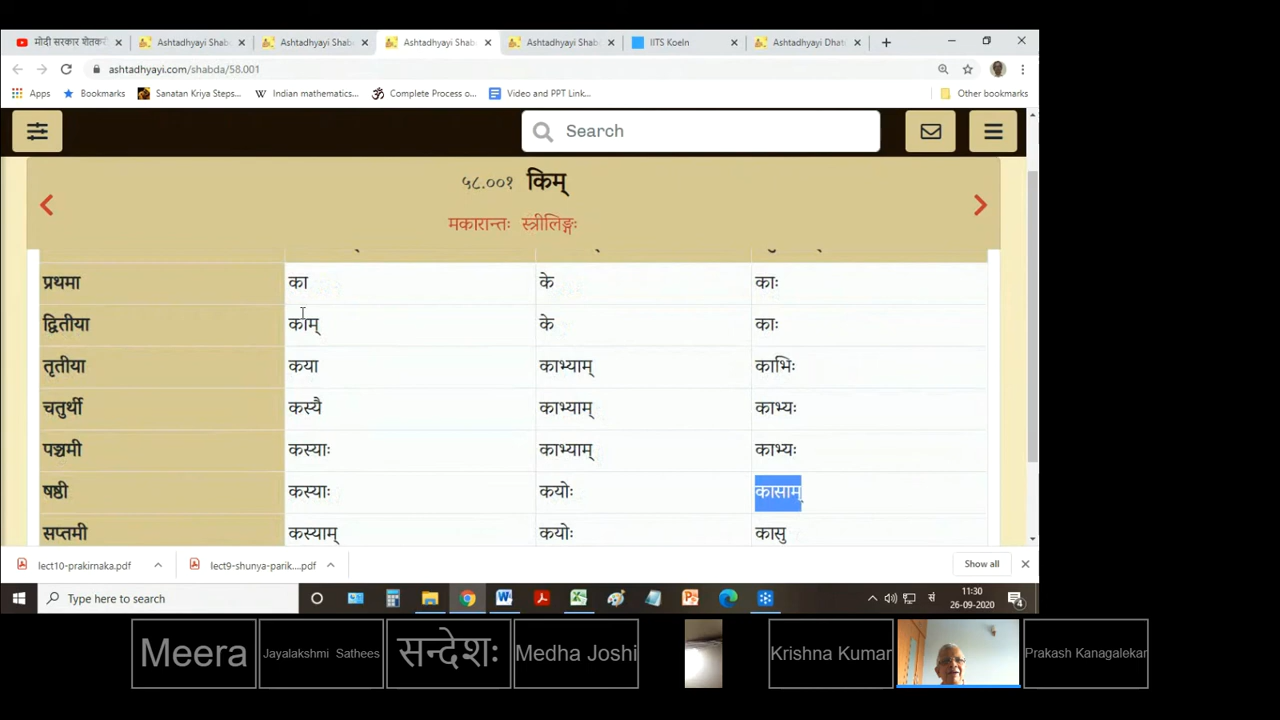 मोदी सरकार शेतकरी
Ashtadhyayi Shab
Ashtadhyayi Shab
Ashtadhyayi Shab
Ashtadhyayi Shab
IITS Koeln
Ashtadhyayi Dhat
ashtadhyayi.com/shabda/58.001
Apps
Bookmarks
Sanatan Kriya Steps...
Indian mathematics...
Complete Process o...
Video and PPT Link...
Other bookmarks
Search
५८.००१ किम्
मकारान्तः स्त्रीलिङ्गः
प्रथमा का के काः
द्वितीया काम् के काः
तृतीया कया काभ्याम् काभिः
चतुर्थी कस्यै काभ्याम् काभ्यः
पञ्चमी कस्याः काभ्याम् काभ्यः
षष्ठी कस्याः कयोः कासाम्
सप्तमी कस्याम् कयोः कासु
lect10-prakirnaka.pdf
lect9-shunya-parik....pdf
Show all
Type here to search
सं
11:30
26-09-2020
4
Meera
Jayalakshmi Sathees
सन्देशः
Medha Joshi
Krishna Kumar
Prakash Kanagalekar